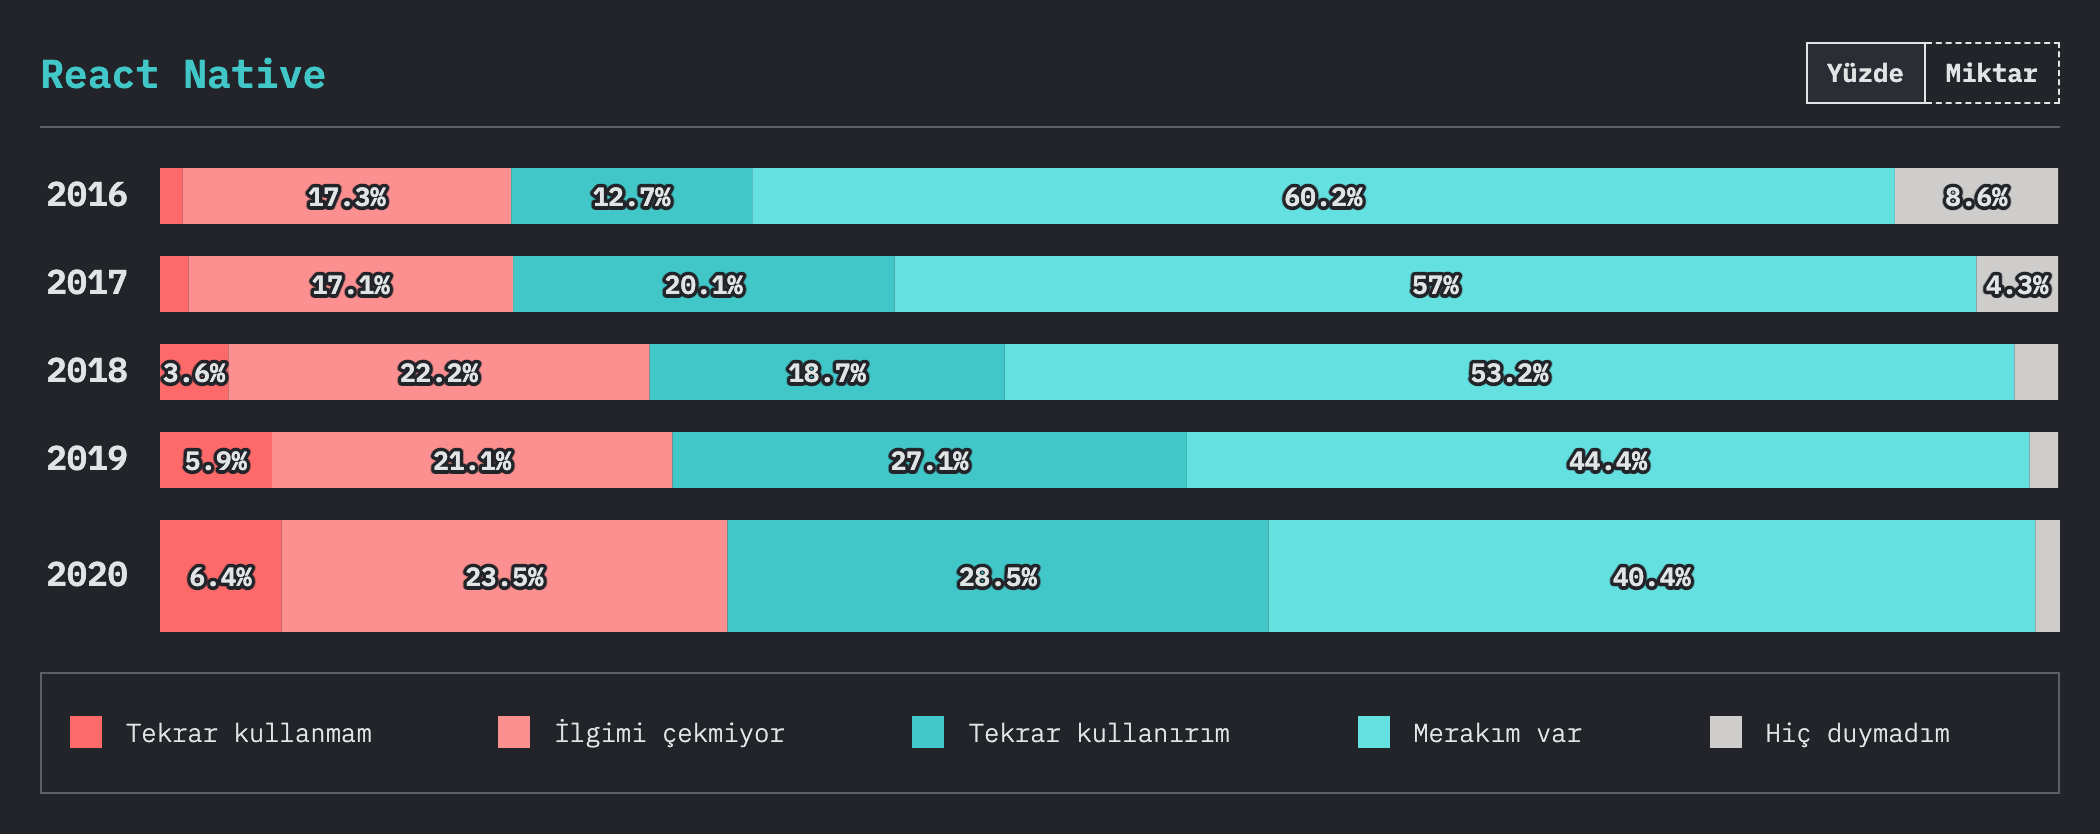 React Native
Yüzde Miktar
2016 17.3% 12.7% 60.2% 8.6%
2017 17.1% 20.1% 57% 4.3%
2018 3.6% 22.2% 18.7% 53.2%
2019 5.9% 21.1% 27.1% 44.4%
2020 6.4% 23.5% 28.5% 40.4%
Tekrar kullanmam İlgimi çekmiyor Tekrar kullanırım Merakım var Hiç duymadım